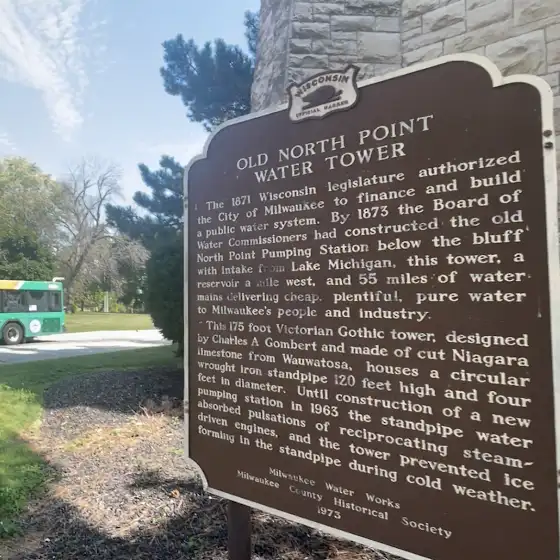 WISCONSIN
OFFICIAL MARKER
OLD NORTH POINT
WATER TOWER
The 1871 Wisconsin legislature authorized
the City of Milwaukee to finance and build
a public water system. By 1873 the Board of
Water Commissioners had constructed the old
North Point Pumping Station below the bluff
with intake from Lake Michigan, this tower, a
reservoir a mile west, and 55 miles of water
mains delivering cheap, plentiful, pure water
to Milwaukee's people and industry.
This 175 foot Victorian Gothic tower, designed
by Charles A Gombert and made of cut Niagara
limestone from Wauwatosa, houses a circular
wrought iron standpipe 120 feet high and four
feet in diameter. Until construction of a new
pumping station in 1963 the standpipe water
absorbed pulsations of reciprocating steam-
driven engines, and the tower prevented ice
forming in the standpipe during cold weather.
Milwaukee Water Works
Milwaukee County Historical Society
1973